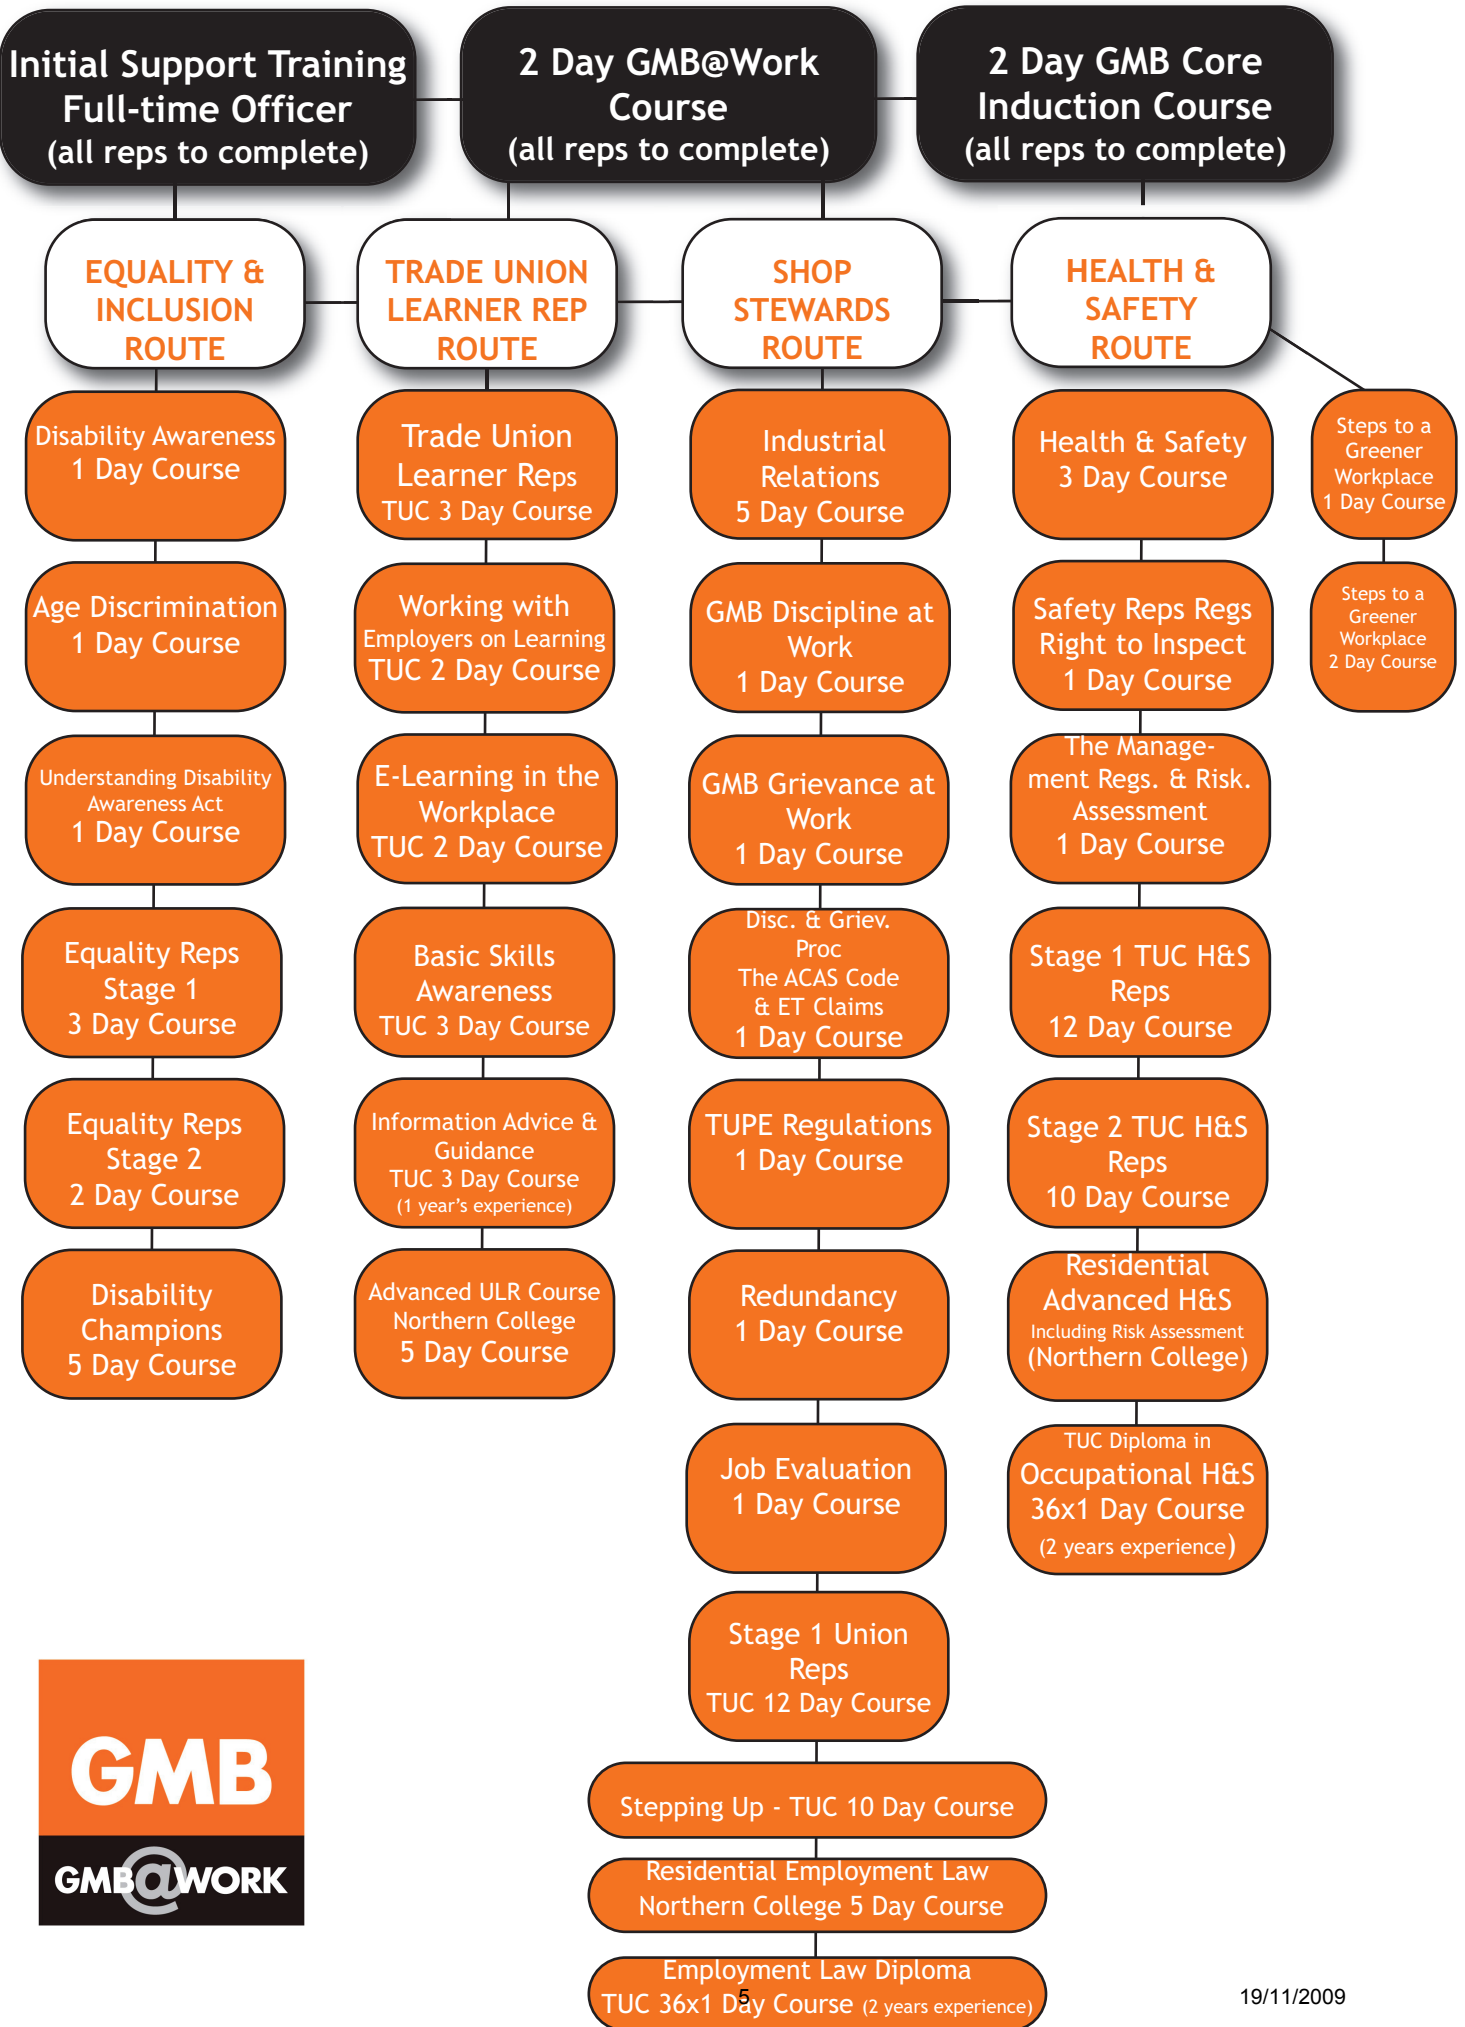 Initial Support Training
Full-time Officer
(all reps to complete)
2 Day GMB@Work
Course
(all reps to complete)
2 Day GMB Core
Induction Course
(all reps to complete)
EQUALITY &
INCLUSION
ROUTE
TRADE UNION
LEARNER REP
ROUTE
SHOP
STEWARDS
ROUTE
HEALTH &
SAFETY
ROUTE
Disability Awareness
1 Day Course
Age Discrimination
1 Day Course
Understanding Disability
Awareness Act
1 Day Course
Equality Reps
Stage 1
3 Day Course
Equality Reps
Stage 2
2 Day Course
Disability
Champions
5 Day Course
Trade Union
Learner Reps
TUC 3 Day Course
Working with
Employers on Learning
TUC 2 Day Course
E-Learning in the
Workplace
TUC 2 Day Course
Basic Skills
Awareness
TUC 3 Day Course
Information Advice &
Guidance
TUC 3 Day Course
(1 year's experience)
Advanced ULR Course
Northern College
5 Day Course
Industrial
Relations
5 Day Course
GMB Discipline at
Work
1 Day Course
GMB Grievance at
Work
1 Day Course
Disc. & Griev.
Proc
The ACAS Code
& ET Claims
1 Day Course
TUPE Regulations
1 Day Course
Redundancy
1 Day Course
Job Evaluation
1 Day Course
Stage 1 Union
Reps
TUC 12 Day Course
Stepping Up - TUC 10 Day Course
Residential Employment Law
Northern College 5 Day Course
Employment Law Diploma
TUC 36x1 Day Course (2 years experience)
Health & Safety
3 Day Course
Safety Reps Regs
Right to Inspect
1 Day Course
The Manage-
ment Regs. & Risk.
Assessment
1 Day Course
Stage 1 TUC H&S
Reps
12 Day Course
Stage 2 TUC H&S
Reps
10 Day Course
Residential
Advanced H&S
Including Risk Assessment
(Northern College)
TUC Diploma in
Occupational H&S
36x1 Day Course
(2 years experience)
Steps to a
Greener
Workplace
1 Day Course
Steps to a
Greener
Workplace
2 Day Course
GMB
GMB@WORK
5
19/11/2009